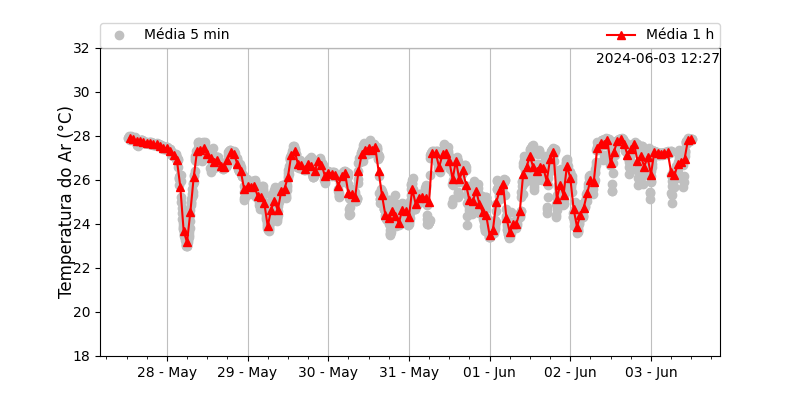 Média 5 min
Média 1 h
2024-06-03 12:27
Temperatura do Ar (°C)
32
30
28
26
24
22
20
18
28 - May
29 - May
30 - May
31 - May
01 - Jun
02 - Jun
03 - Jun